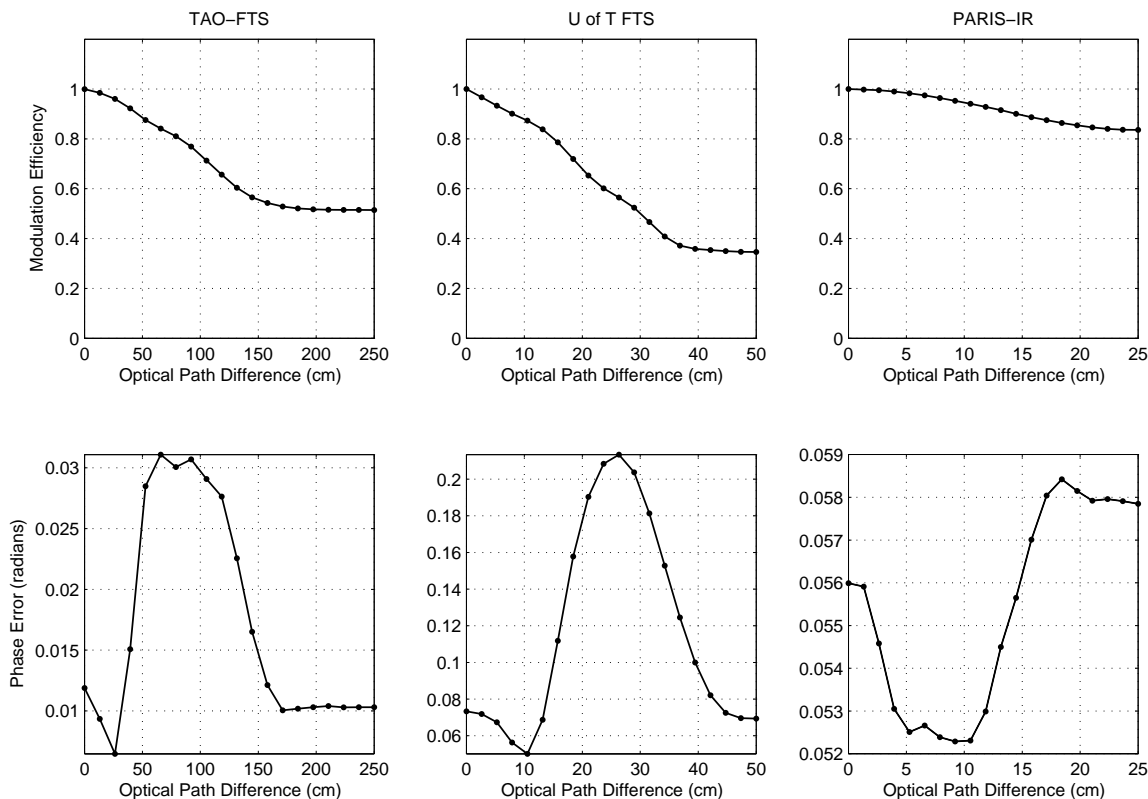 TAO−FTS
U of T FTS
PARIS−IR
Modulation Efficiency
1
0.8
0.6
0.4
0.2
0
0 50 100 150 200 250
Optical Path Difference (cm)
1
0.8
0.6
0.4
0.2
0
0 10 20 30 40 50
Optical Path Difference (cm)
1
0.8
0.6
0.4
0.2
0
0 5 10 15 20 25
Optical Path Difference (cm)
Phase Error (radians)
0.03
0.025
0.02
0.015
0.01
0 50 100 150 200 250
Optical Path Difference (cm)
0.2
0.18
0.16
0.14
0.12
0.1
0.08
0.06
0 10 20 30 40 50
Optical Path Difference (cm)
0.059
0.058
0.057
0.056
0.055
0.054
0.053
0.052
0 5 10 15 20 25
Optical Path Difference (cm)